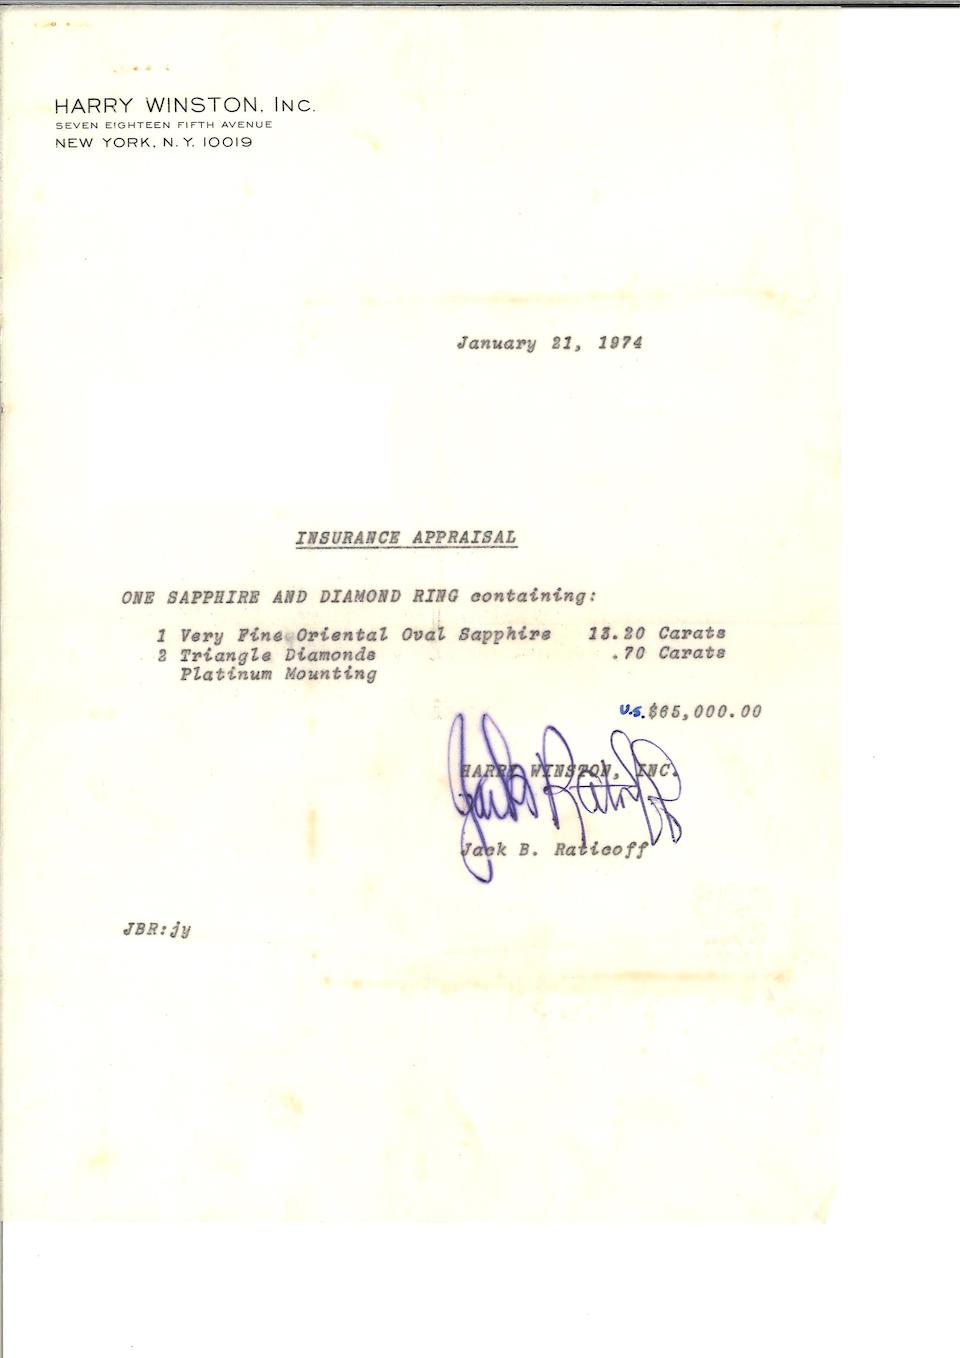 HARRY WINSTON, INC.
SEVEN EIGHTEEN FIFTH AVENUE
NEW YORK, N.Y. 10019
January 21, 1974
INSURANCE APPRAISAL
ONE SAPPHIRE AND DIAMOND RING containing:
1 Very Fine Oriental Oval Sapphire 13.20 Carats
2 Triangle Diamonds .70 Carats
Platinum Mounting
U.S.$65,000.00
HARRY WINSTON, INC.
Jack B. Raticoff
JBR:jy